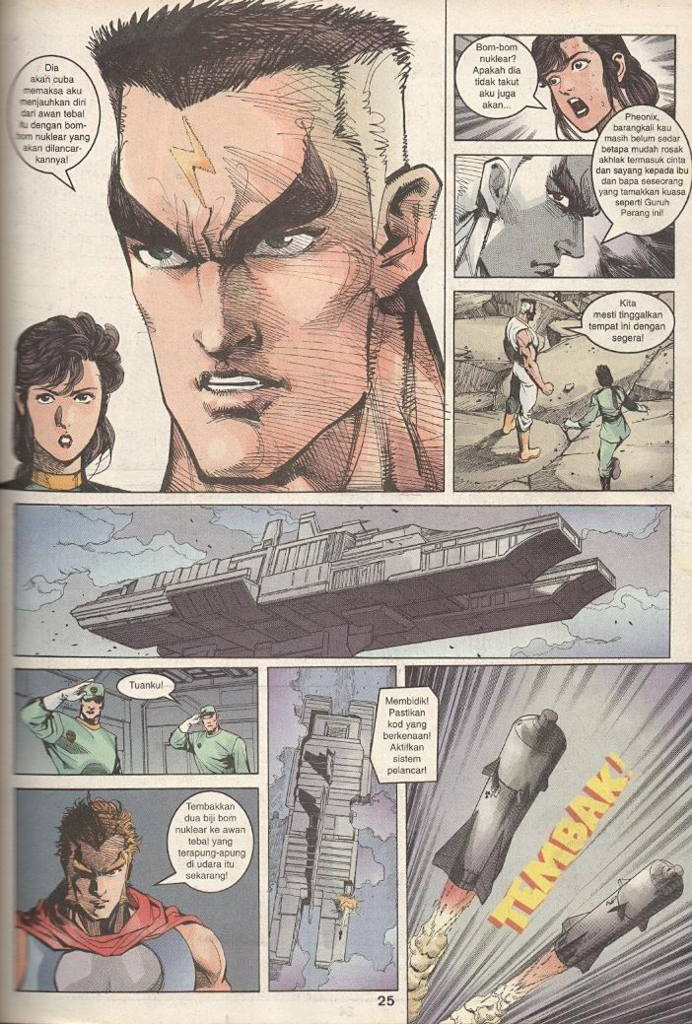 Dia
akan cuba
memaksa aku
menjauhkan diri
dari awan tebal
itu dengan bom-
bom nuklear yang
akan dilancar-
kannya!
Bom-bom
nuklear?
Apakah dia
tidak takut
aku juga
akan...
Pheonix,
barangkali kau
masih belum sedar
betapa mudah rosak
akhlak termasuk cinta
dan sayang kepada ibu
dan bapa seseorang
yang tamakkan kuasa
seperti Guruh
Perang ini!
Kita
mesti tinggalkan
tempat ini dengan
segera!
Tuanku!
Tembakkan
dua biji bom
nuklear ke awan
tebal yang
terapung-apung
di udara itu
sekarang!
Membidik!
Pastikan
kod yang
berkenaan!
Aktifkan
sistem
pelancar!
'TEMBAK!
25